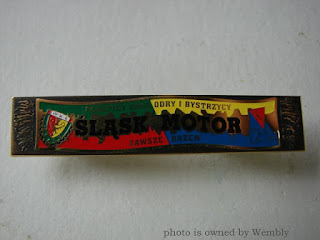 ODRY I BYSTRZYCY
ŚLĄSK MOTOR
ZAWSZE RAZEM
photo is owned by Wembly